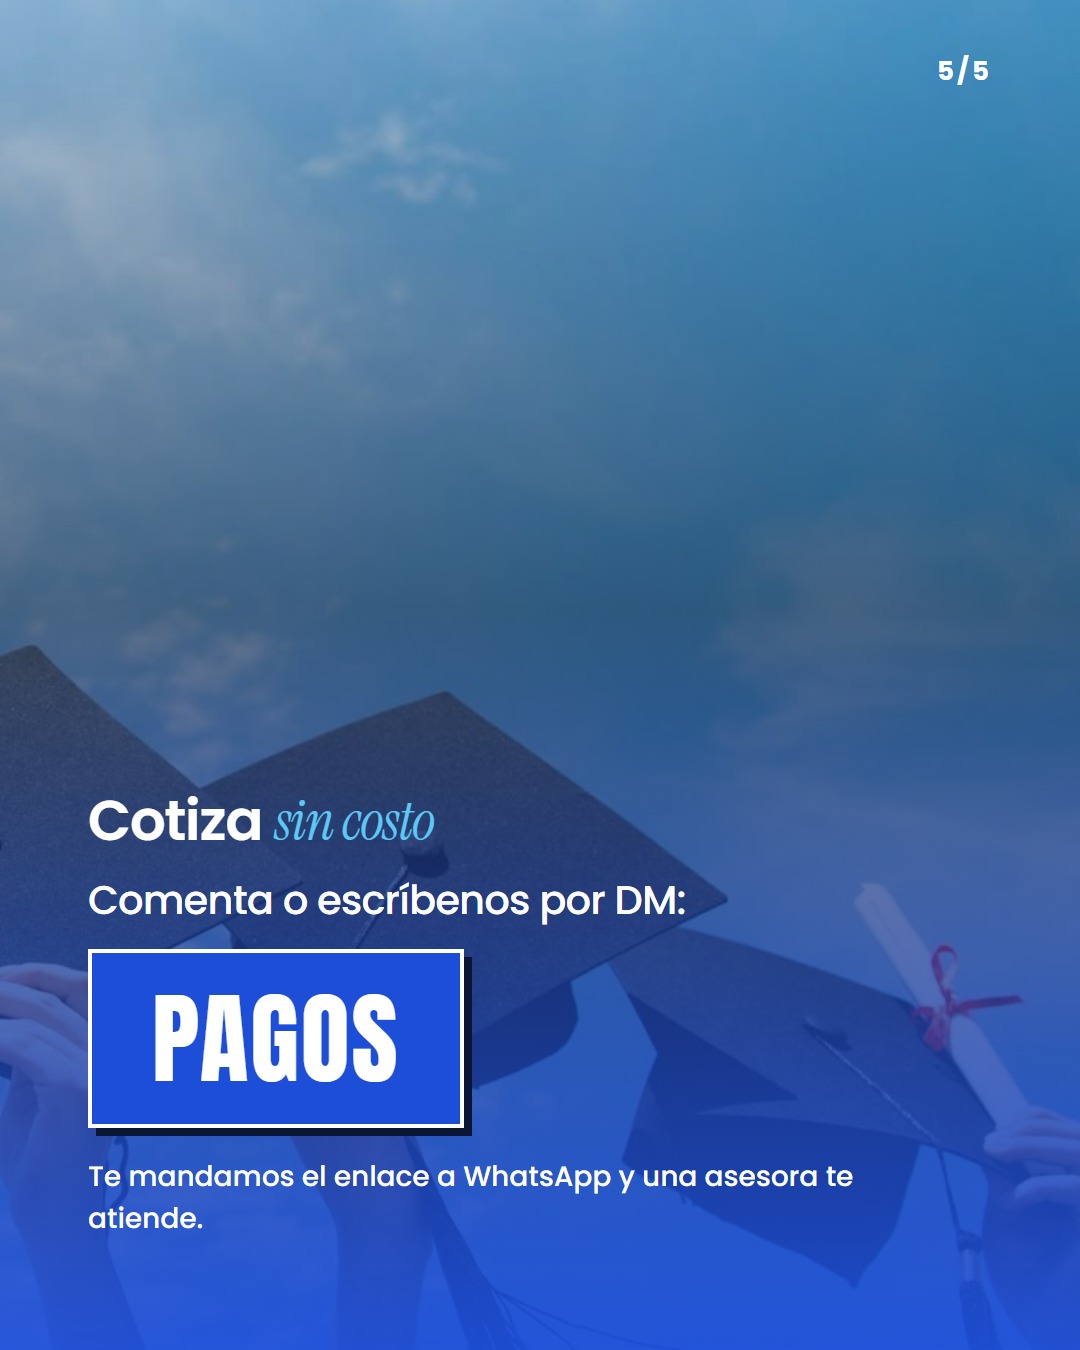 5/5
Cotiza sin costo
Comenta o escríbenos por DM:
PAGOS
Te mandamos el enlace a WhatsApp y una asesora te
atiende.